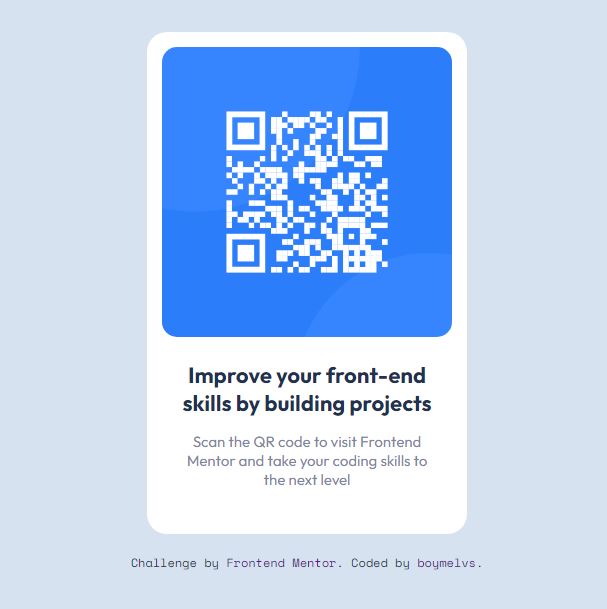 Improve your front-end
skills by building projects
Scan the QR code to visit Frontend
Mentor and take your coding skills to
the next level
Challenge by Frontend Mentor. Coded by boymelvs.